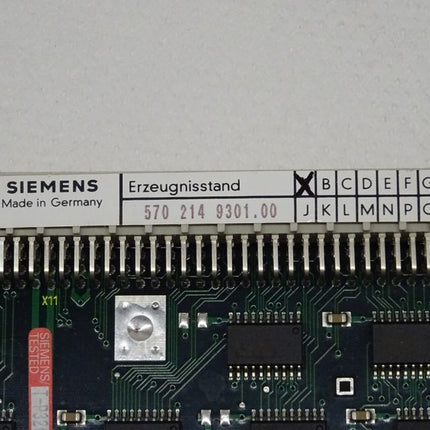 SIEMENS
Made in Germany
Erzeugnisstand
570 214 9301.00
X B C D E F G
J K L M N P
X11
SIEMENS
TESTED